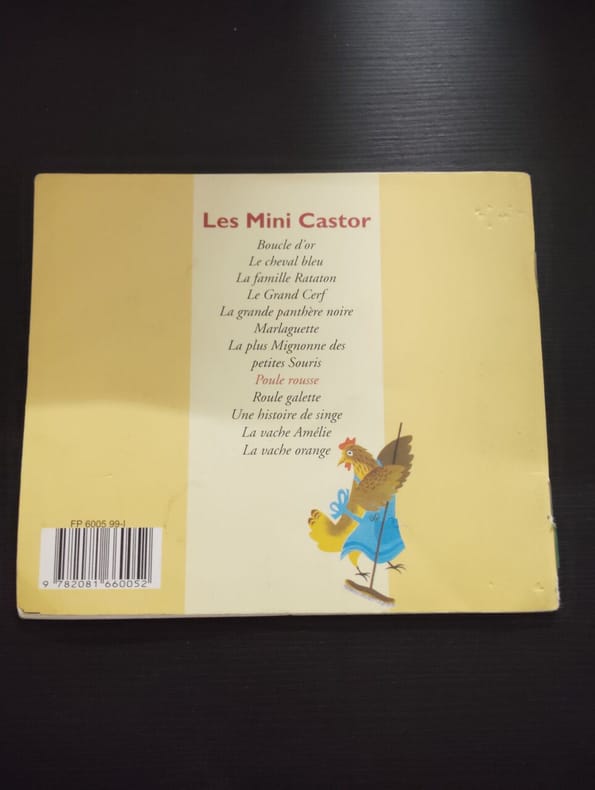 Les Mini Castor
Boucle d'or
Le cheval bleu
La famille Rataton
Le Grand Cerf
La grande panthère noire
Marlaguette
La plus Mignonne des
petites Souris
Poule rousse
Roule galette
Une histoire de singe
La vache Amélie
La vache orange
FP 6005 99-I
9 782081 660052